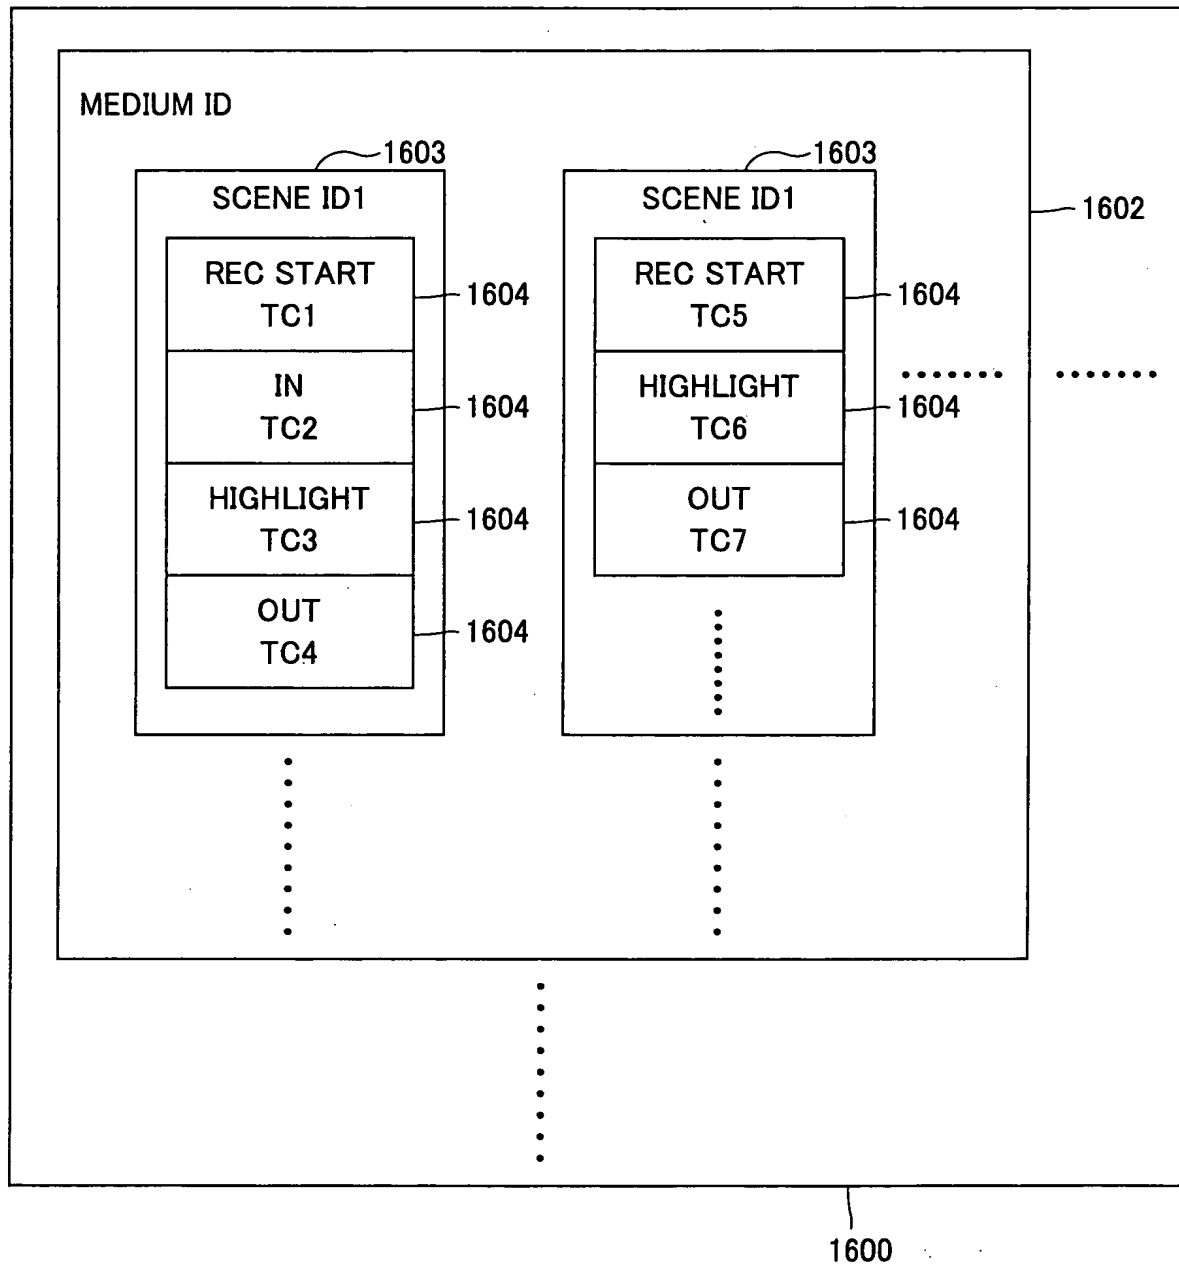 MEDIUM ID
1603
1603
SCENE ID1
SCENE ID1
1602
REC START
TC1
1604
REC START
TC5
1604
IN
TC2
1604
HIGHLIGHT
TC6
1604
HIGHLIGHT
TC3
1604
OUT
TC7
1604
OUT
TC4
1604
1600